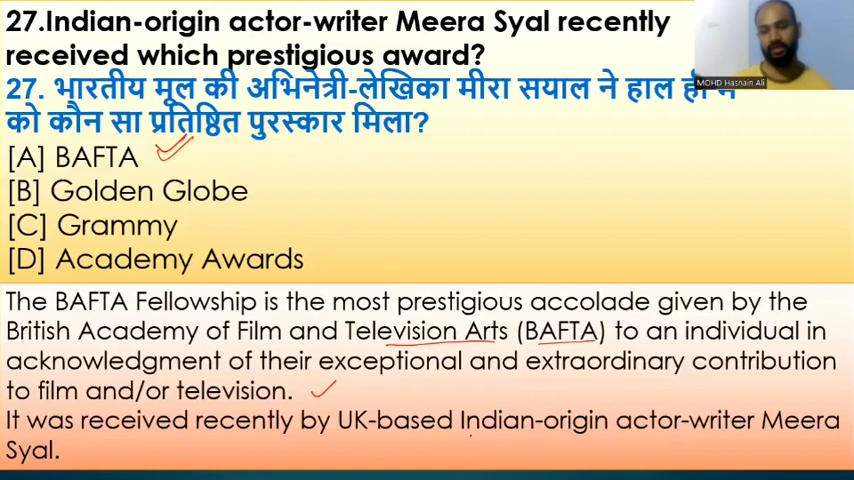 27.Indian-origin actor-writer Meera Syal recently
received which prestigious award?
27. भारतीय मूल की अभिनेत्री-लेखिका मीरा सयाल ने हाल ही
को कौन सा प्रतिष्ठित पुरस्कार मिला?
[A] BAFTA
[B] Golden Globe
[C] Grammy
[D] Academy Awards
The BAFTA Fellowship is the most prestigious accolade given by the
British Academy of Film and Television Arts (BAFTA) to an individual in
acknowledgment of their exceptional and extraordinary contribution
to film and/or television.
It was received recently by UK-based Indian-origin actor-writer Meera
Syal.
MOHD Hasnain Ali